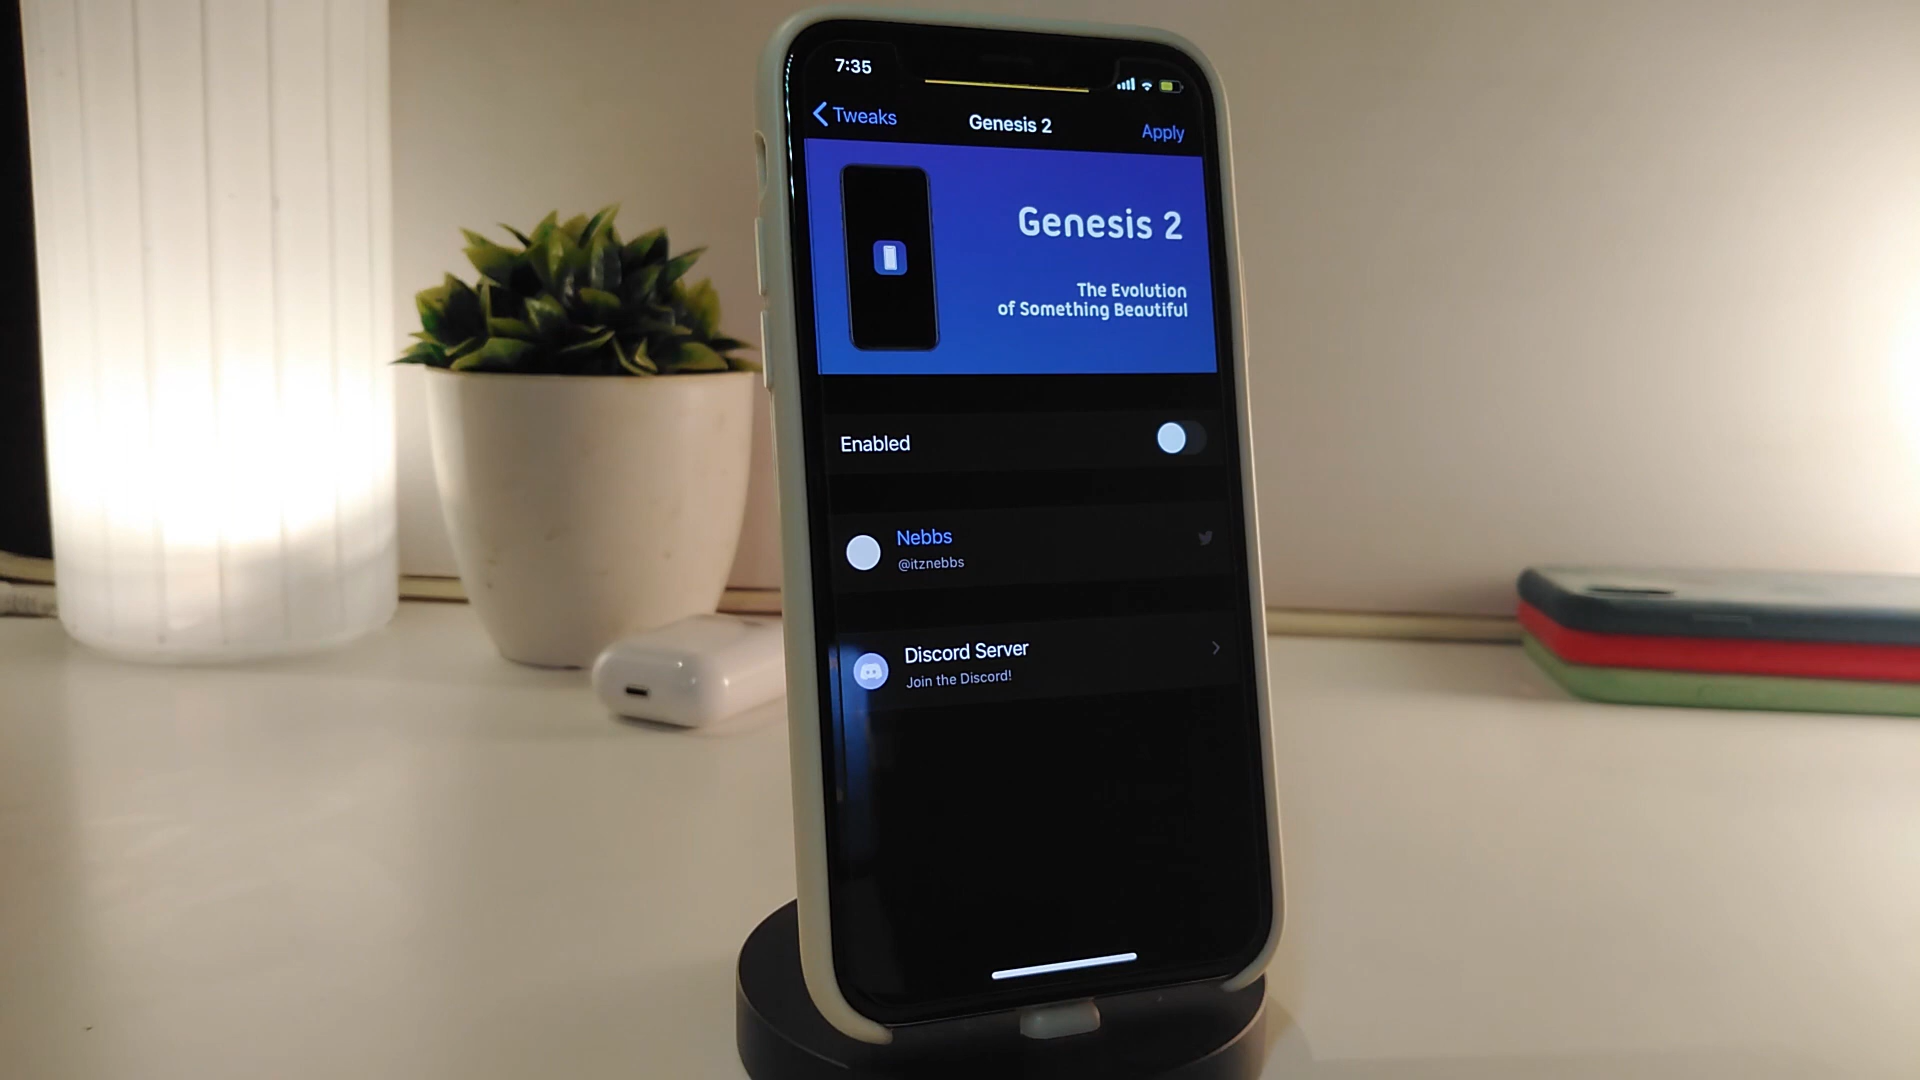 7:35
Tweaks
Genesis 2
Apply
Genesis 2
The Evolution
of Something Beautiful
Enabled
Nebbs
@itznebbs
Discord Server
Join the Discord!